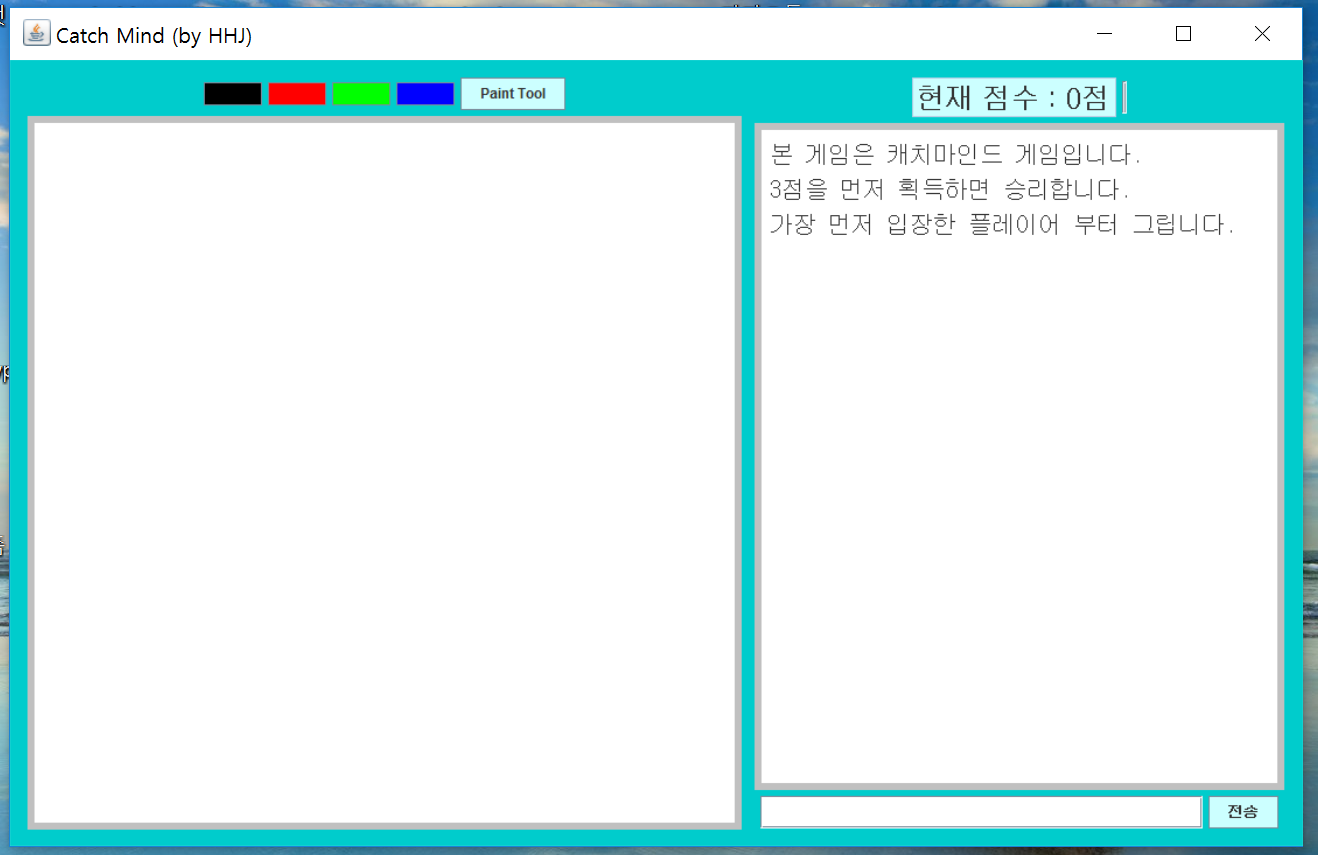 Catch Mind (by HHJ)
Paint Tool
현재 점수 : 0점
본 게임은 캐치마인드 게임입니다.
3점을 먼저 획득하면 승리합니다.
가장 먼저 입장한 플레이어 부터 그립니다.
전송